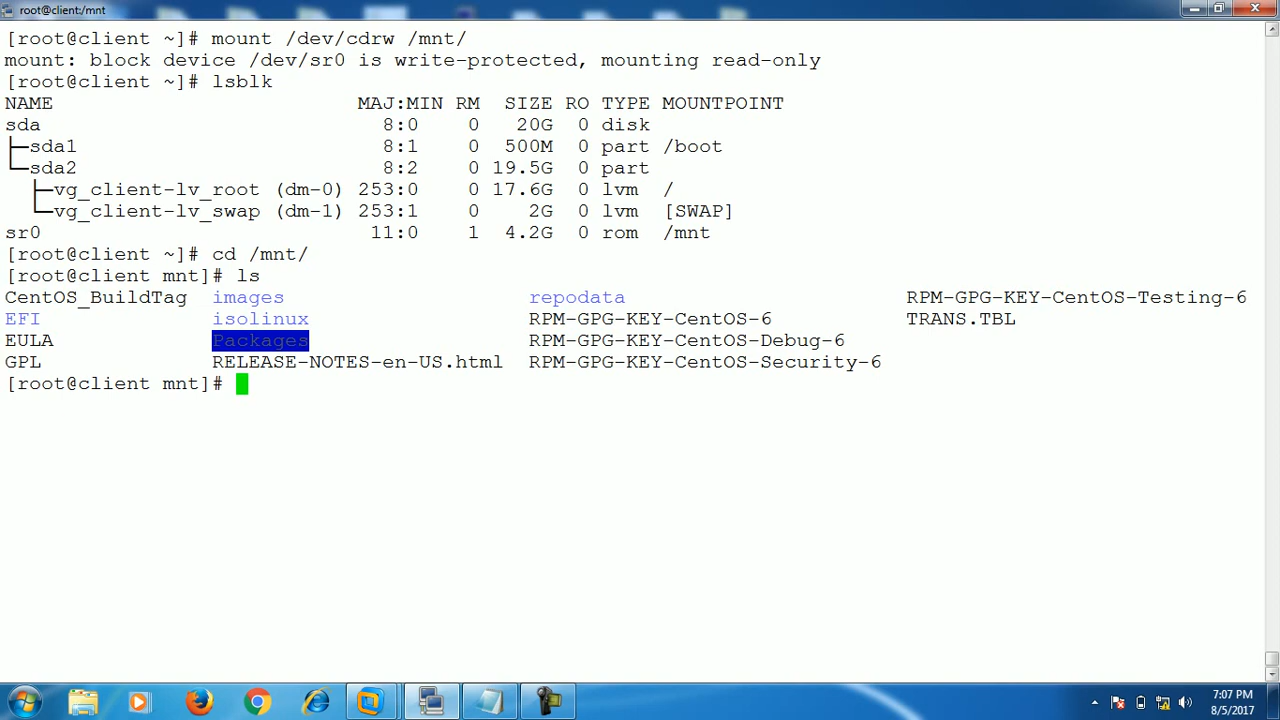 root@client:/mnt
[root@client ~]# mount /dev/cdrw /mnt/
mount: block device /dev/sr0 is write-protected, mounting read-only
[root@client ~]# lsblk
NAME MAJ:MIN RM SIZE RO TYPE MOUNTPOINT
sda 8:0 0 20G 0 disk
├─sda1 8:1 0 500M 0 part /boot
└─sda2 8:2 0 19.5G 0 part
├─vg_client-lv_root (dm-0) 253:0 0 17.6G 0 lvm /
└─vg_client-lv_swap (dm-1) 253:1 0 2G 0 lvm [SWAP]
sr0 11:0 1 4.2G 0 rom /mnt
[root@client ~]# cd /mnt/
[root@client mnt]# ls
CentOS_BuildTag images repodata RPM-GPG-KEY-CentOS-Testing-6
EFI isolinux RPM-GPG-KEY-CentOS-6 TRANS.TBL
EULA Packages RPM-GPG-KEY-CentOS-Debug-6
GPL RELEASE-NOTES-en-US.html RPM-GPG-KEY-CentOS-Security-6
[root@client mnt]#
7:07 PM
8/5/2017